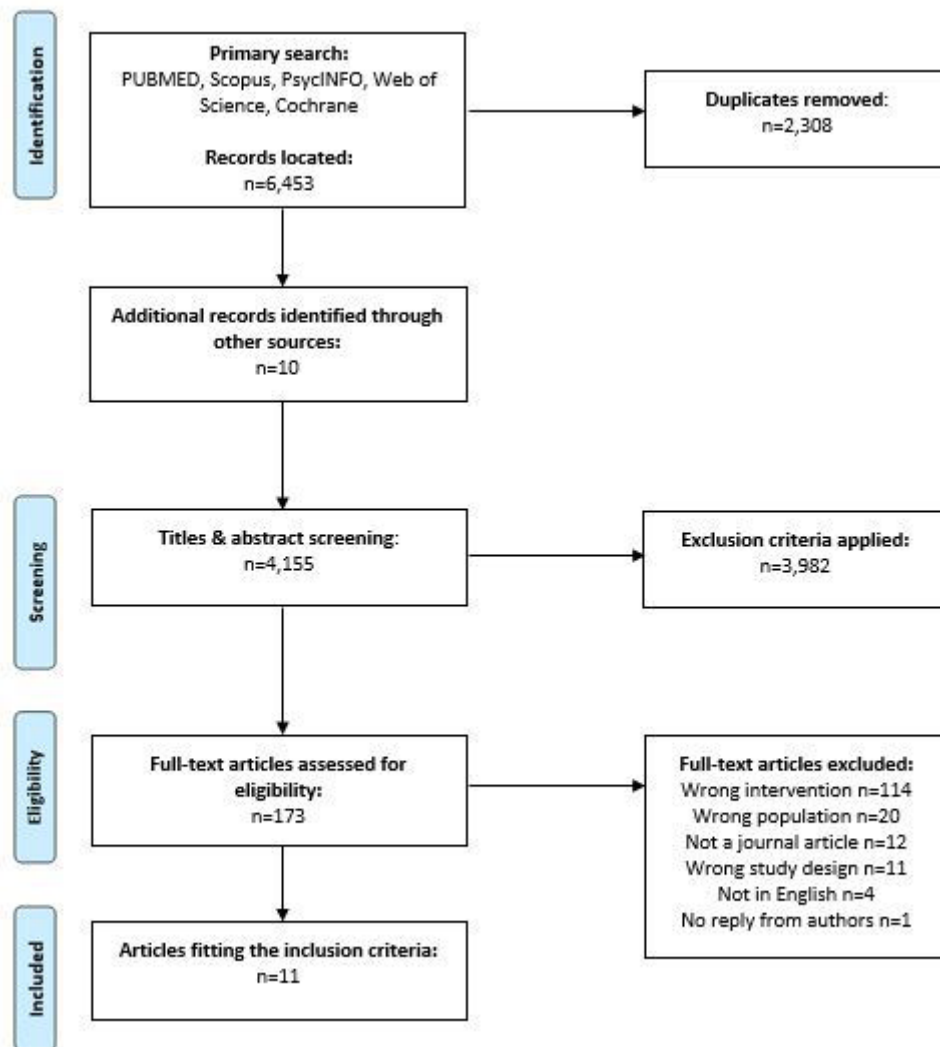 Identification
Primary search:
PUBMED, Scopus, PsycINFO, Web of
Science, Cochrane
Records located:
n=6,453
Duplicates removed:
n=2,308
Additional records identified through
other sources:
n=10
Screening
Titles & abstract screening:
n=4,155
Exclusion criteria applied:
n=3,982
Eligibility
Full-text articles assessed for
eligibility:
n=173
Full-text articles excluded:
Wrong intervention n=114
Wrong population n=20
Not a journal article n=12
Wrong study design n=11
Not in English n=4
No reply from authors n=1
Included
Articles fitting the inclusion criteria:
n=11